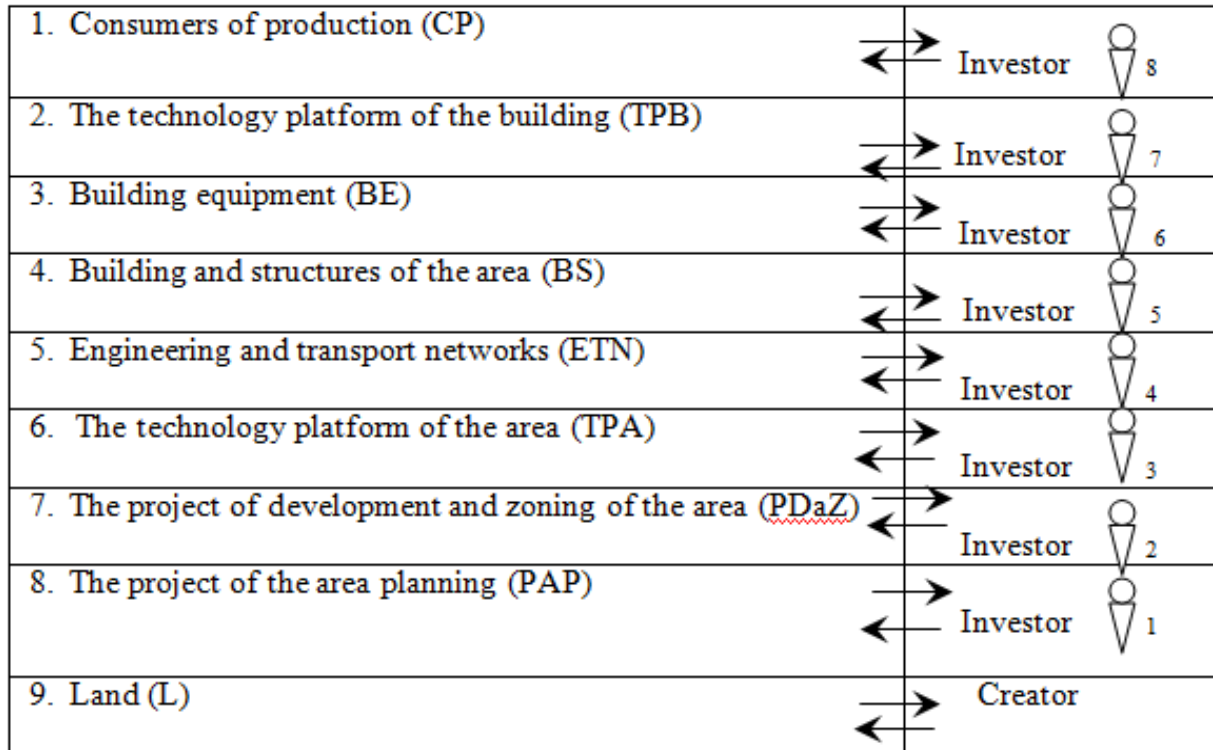 1. Consumers of production (CP)
Investor 8
2. The technology platform of the building (TPB)
Investor 7
3. Building equipment (BE)
Investor 6
4. Building and structures of the area (BS)
Investor 5
5. Engineering and transport networks (ETN)
Investor 4
6. The technology platform of the area (TPA)
Investor 3
7. The project of development and zoning of the area (PDaZ)
Investor 2
8. The project of the area planning (PAP)
Investor 1
9. Land (L)
Creator